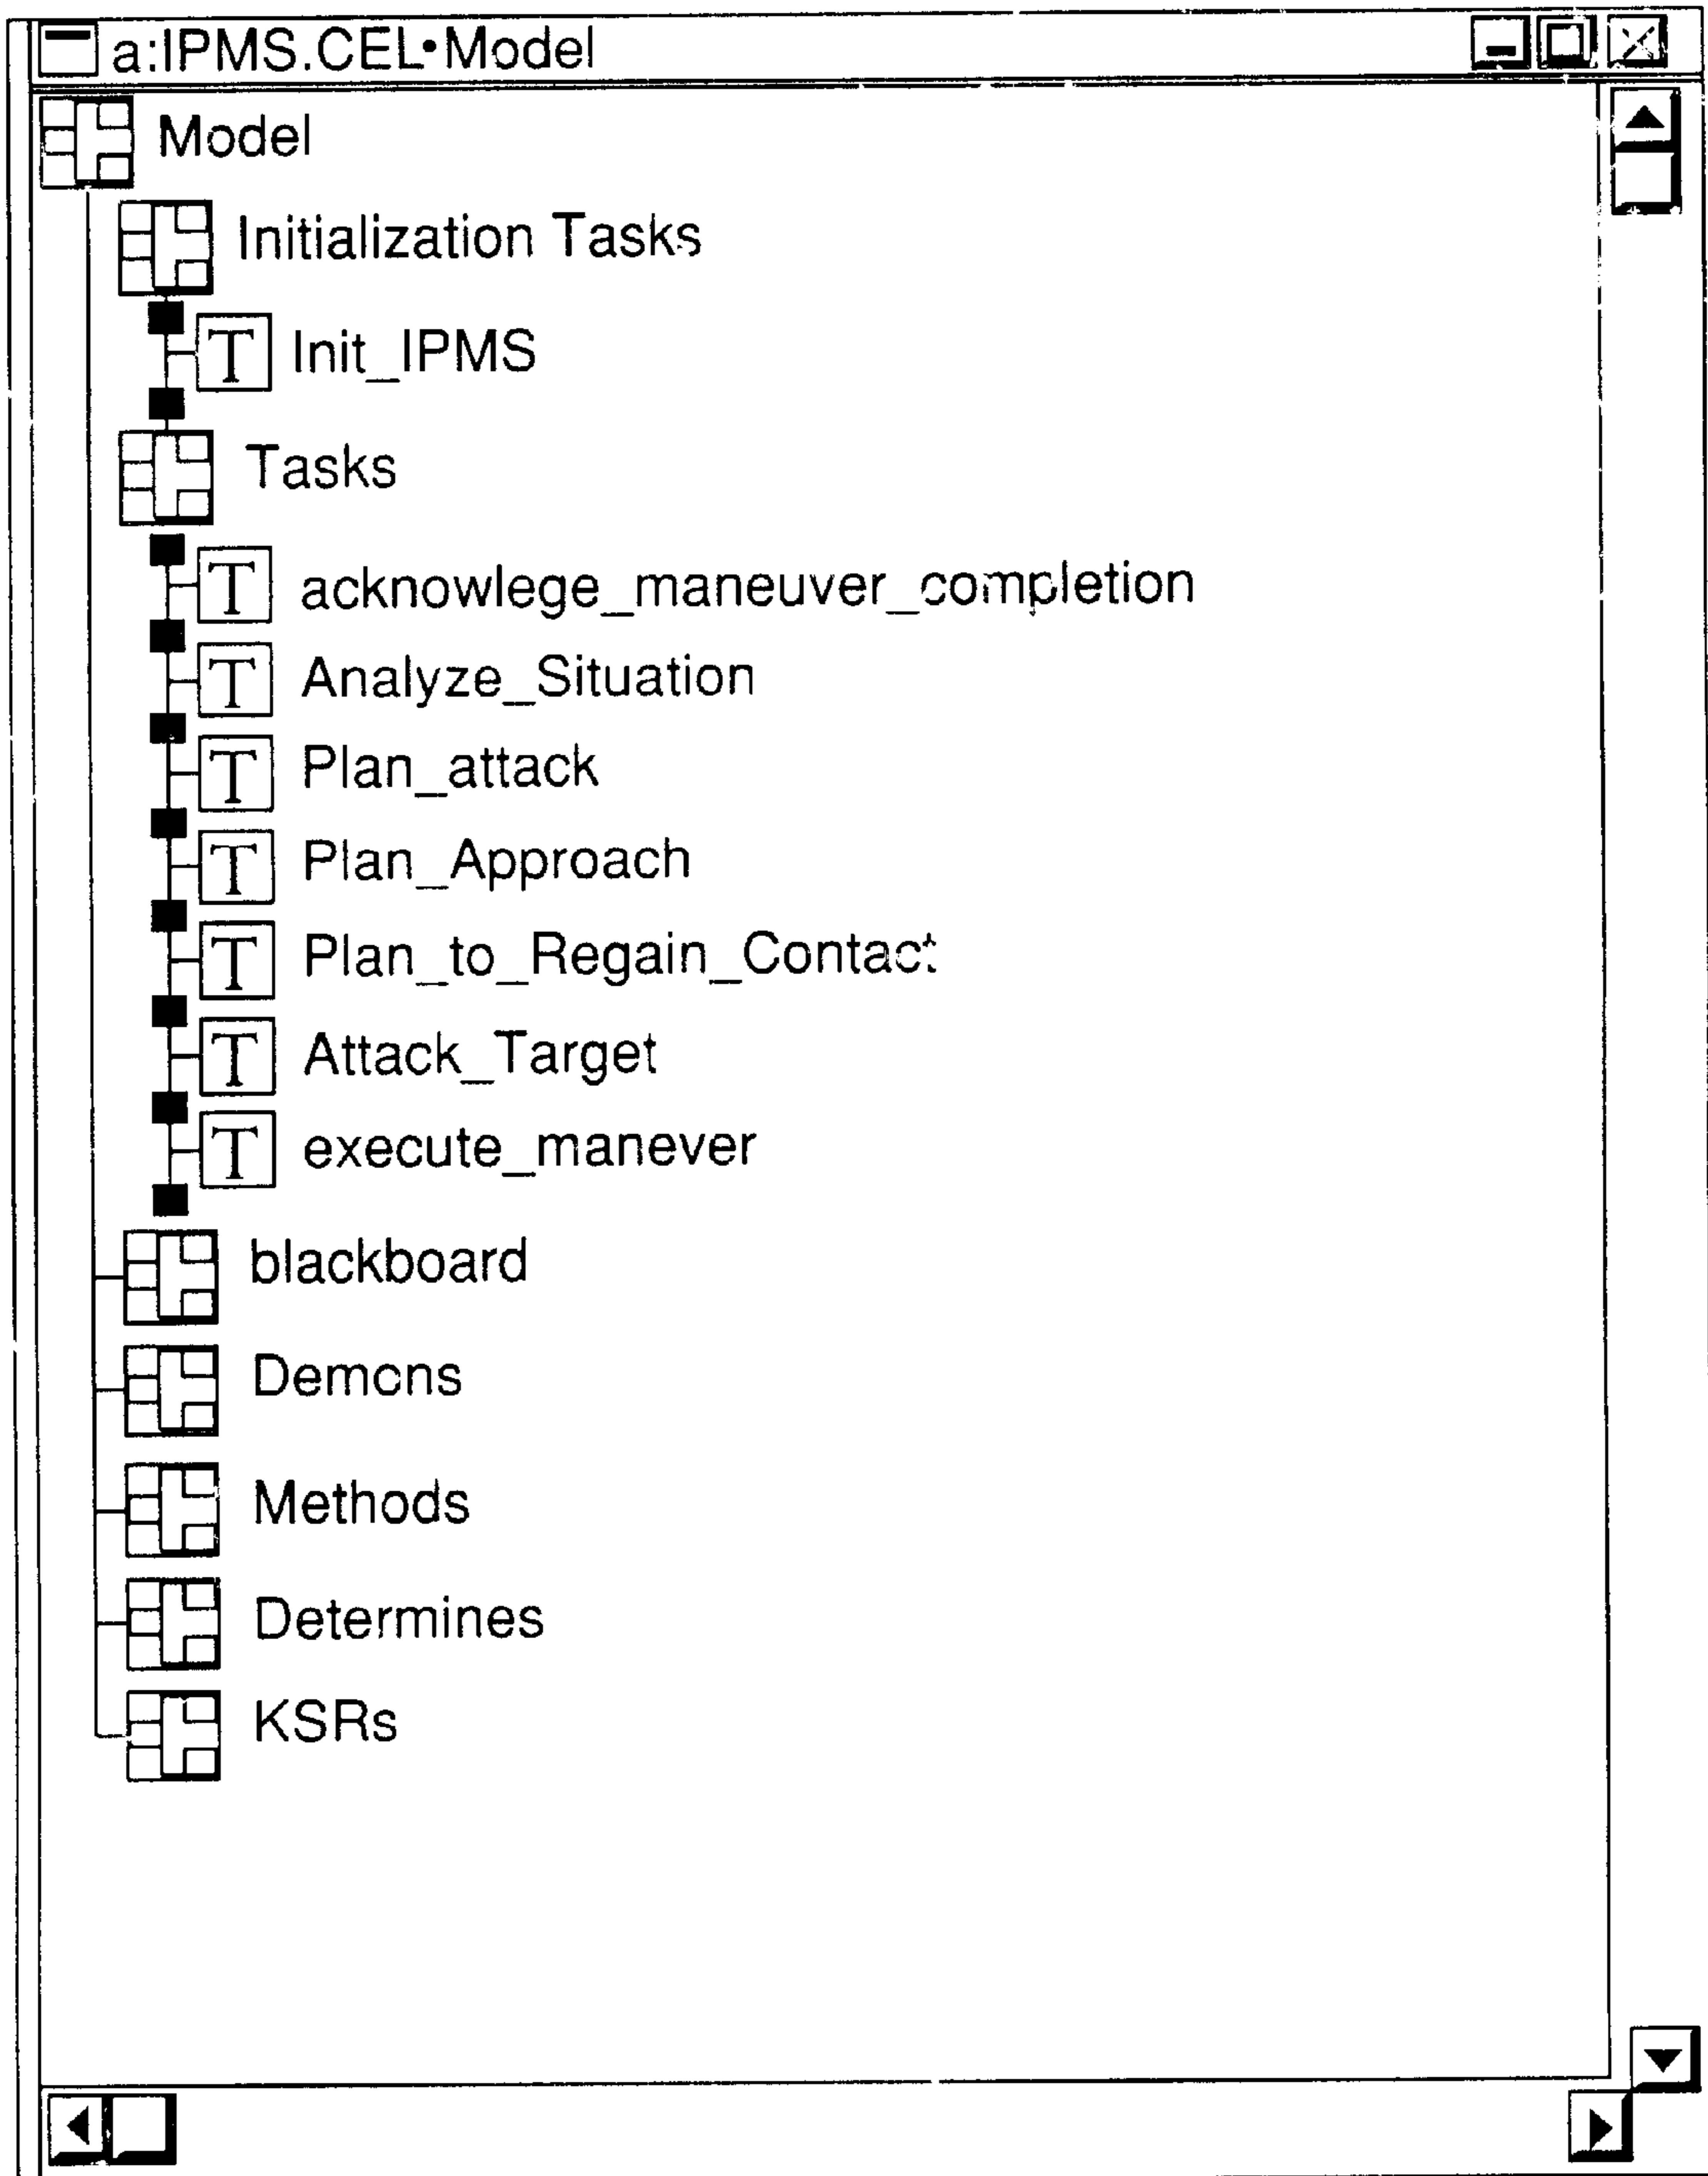 a:IPMS.CEL•Model
Model
Initialization Tasks
T Init_IPMS
Tasks
T acknowlege_maneuver_completion
T Analyze_Situation
T Plan_attack
T Plan_Approach
T Plan_to_Regain_Contact
T Attack_Target
T execute_manever
blackboard
Demons
Methods
Determines
KSRs